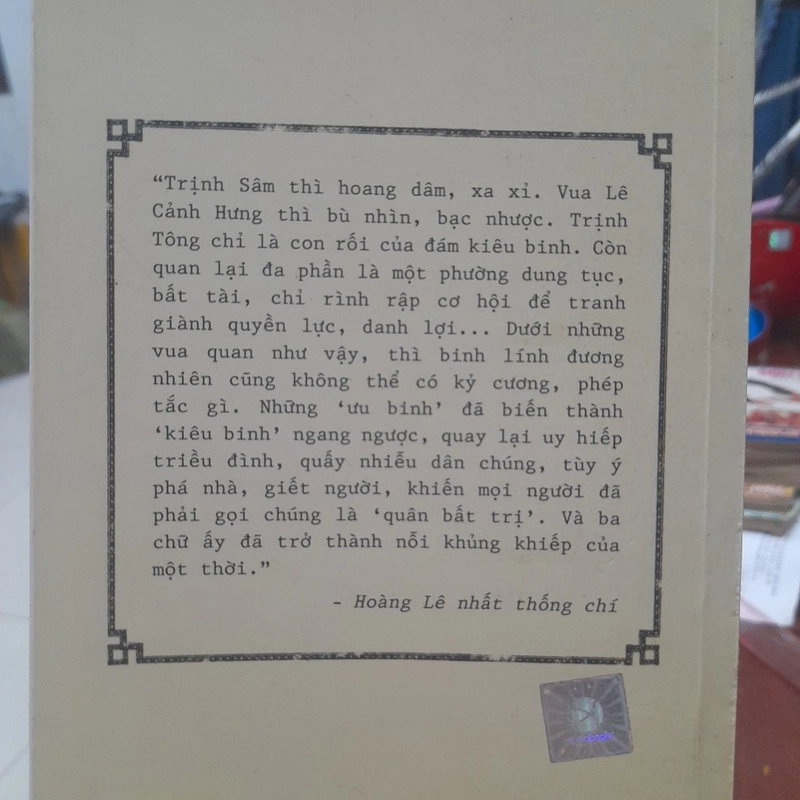 “Trịnh Sâm thì hoang dâm, xa xỉ. Vua Lê
Cảnh Hưng thì bù nhìn, bạc nhược. Trịnh
Tông chỉ là con rối của đám kiêu binh. Còn
quan lại đa phần là một phường dung tục,
bất tài, chỉ rình rập cơ hội để tranh
giành quyền lực, danh lợi... Dưới những
vua quan như vậy, thì binh lính đương
nhiên cũng không thể có kỷ cương, phép
tắc gì. Những ‘ưu binh’ đã biến thành
‘kiêu binh’ ngang ngược, quay lại uy hiếp
triều đình, quấy nhiễu dân chúng, tùy ý
phá nhà, giết người, khiến mọi người đã
phải gọi chúng là ‘quân bất trị’. Và ba
chữ ấy đã trở thành nỗi khủng khiếp của
một thời.”
- Hoàng Lê nhất thống chí